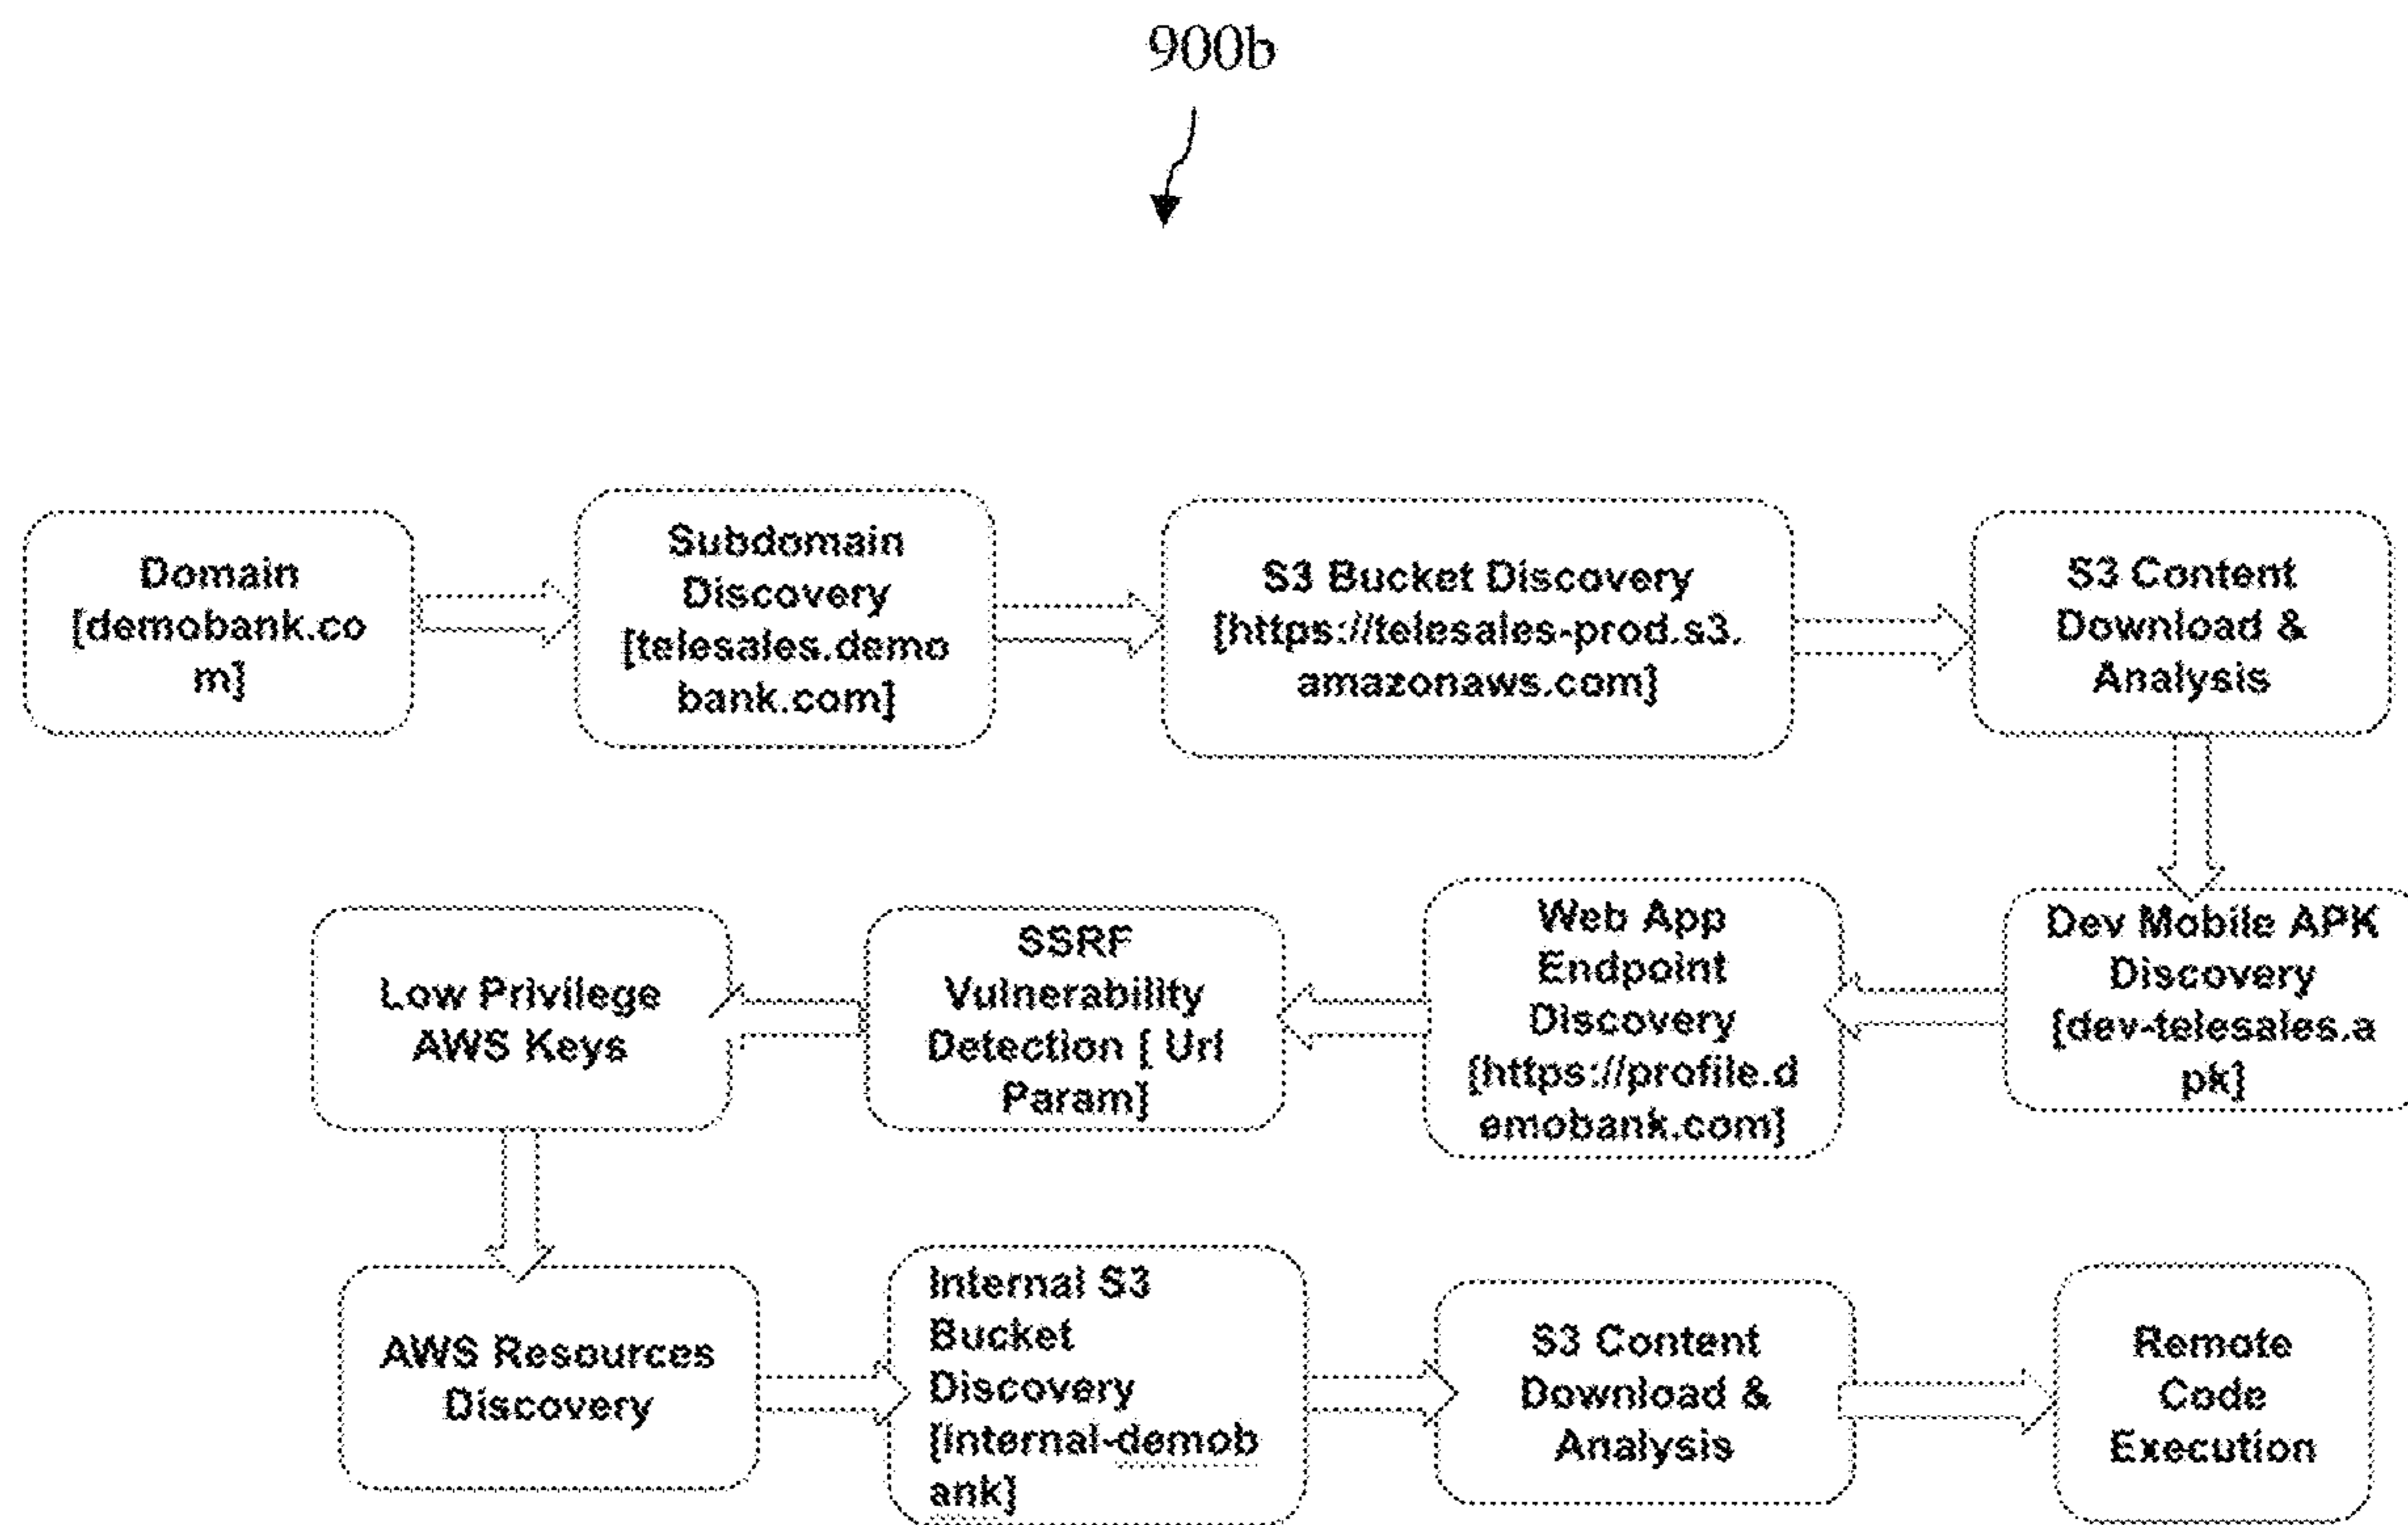 900b
Domain
[demobank.co
m]
Subdomain
Discovery
[telesales.demo
bank.com]
S3 Bucket Discovery
[https://telesales-prod.s3.
amazonaws.com]
S3 Content
Download &
Analysis
Dev Mobile APK
Discovery
[dev-telesales.a
pk]
Web App
Endpoint
Discovery
[https://profile.d
emobank.com]
SSRF
Vulnerability
Detection [ Url
Param]
Low Privilege
AWS Keys
AWS Resources
Discovery
Internal S3
Bucket
Discovery
[internal-demob
ank]
S3 Content
Download &
Analysis
Remote
Code
Execution